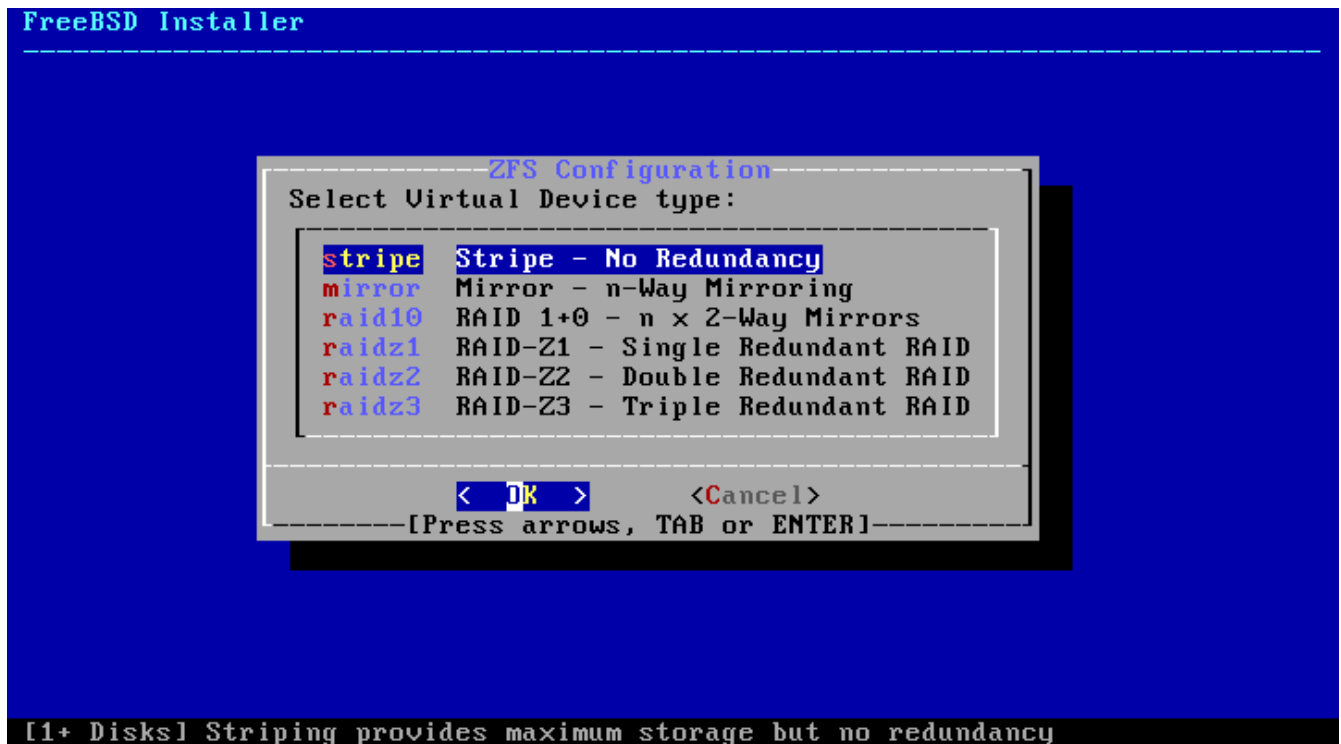 FreeBSD Installer
ZFS Configuration
Select Virtual Device type:
stripe Stripe - No Redundancy
mirror Mirror - n-Way Mirroring
raid10 RAID 1+0 - n x 2-Way Mirrors
raidz1 RAID-Z1 - Single Redundant RAID
raidz2 RAID-Z2 - Double Redundant RAID
raidz3 RAID-Z3 - Triple Redundant RAID
< OK > <Cancel>
[Press arrows, TAB or ENTER]
[1+ Disks] Striping provides maximum storage but no redundancy